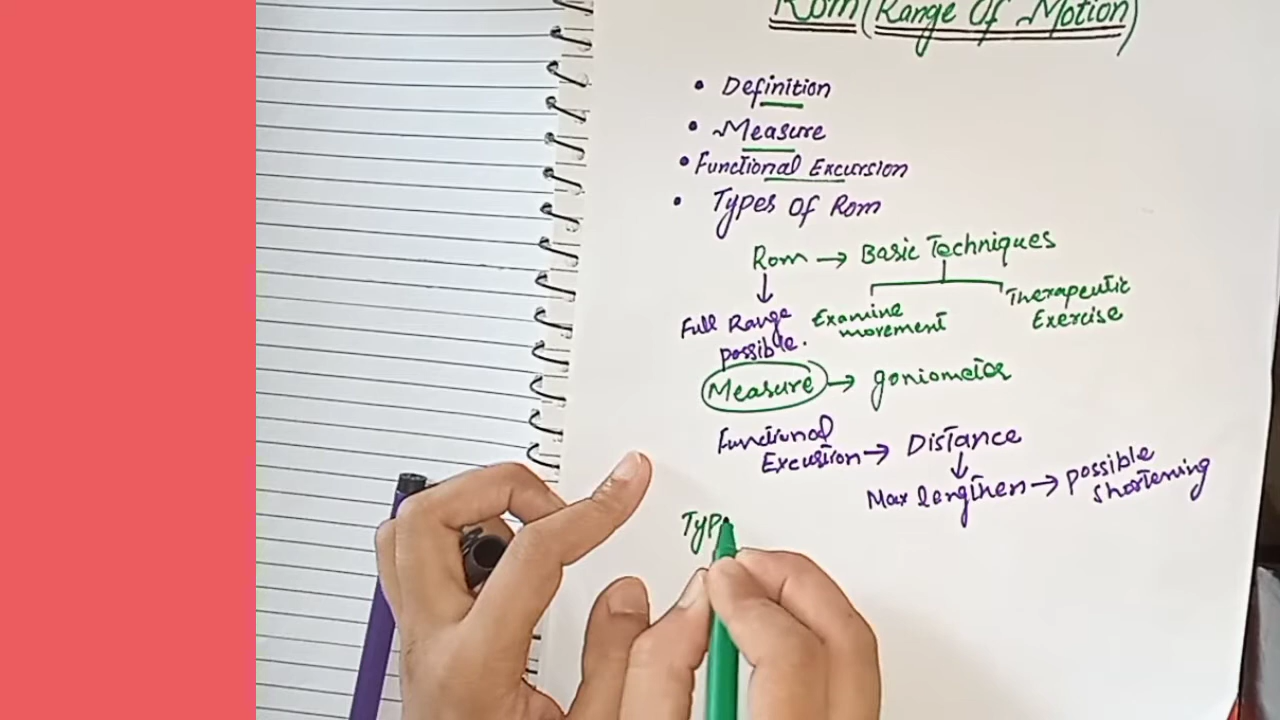 Rom (Range Of Motion)
• Definition
• Measure
• Functional Excursion
• Types Of Rom
Rom → Basic Techniques
↓
Full Range possible.
Examine movement
Therapeutic Exercise
Measure → goniometer
Functional Excursion → Distance
↓
Max lengthen → possible shortening
Typ